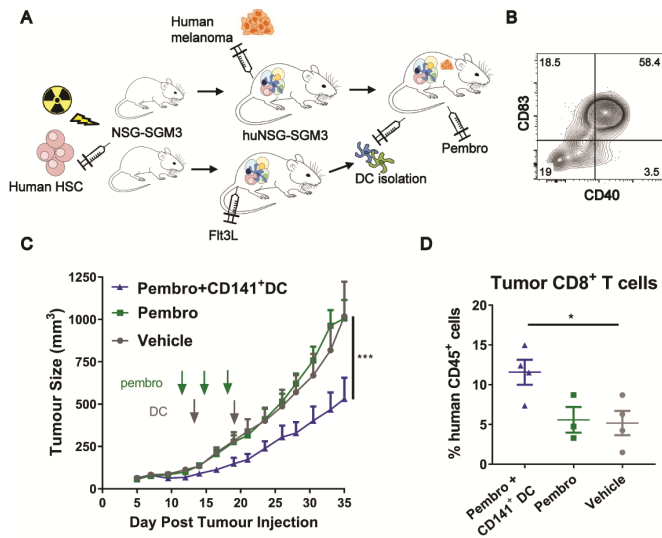 A
Human
melanoma
NSG-SGM3
huNSG-SGM3
Human HSC
Flt3L
DC isolation
Pembro
B
18.5
58.4
CD83
19
3.5
CD40
C
Pembro+CD141+DC
Pembro
Vehicle
pembro
DC
***
Tumour Size (mm3)
1250
1000
750
500
250
0
0 5 10 15 20 25 30 35
Day Post Tumour Injection
D
Tumor CD8+ T cells
*
% human CD45+ cells
20
15
10
5
0
Pembro +
CD141+ DC
Pembro
Vehicle